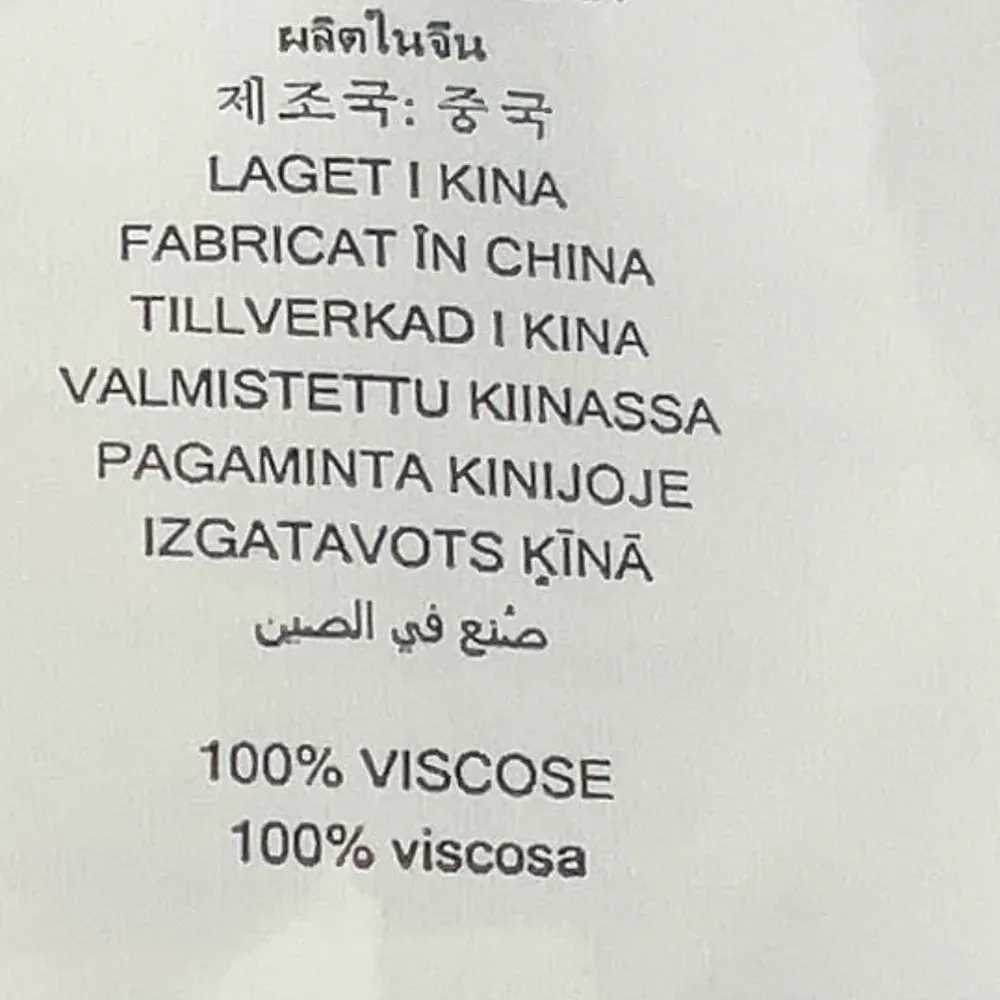 ผลิตในจีน
제조국: 중국
LAGET I KINA
FABRICAT ÎN CHINA
TILLVERKAD I KINA
VALMISTETTU KIINASSA
PAGAMINTA KINIJOJE
IZGATAVOTS ĶĪNĀ
صُنع في الصين
100% VISCOSE
100% viscosa